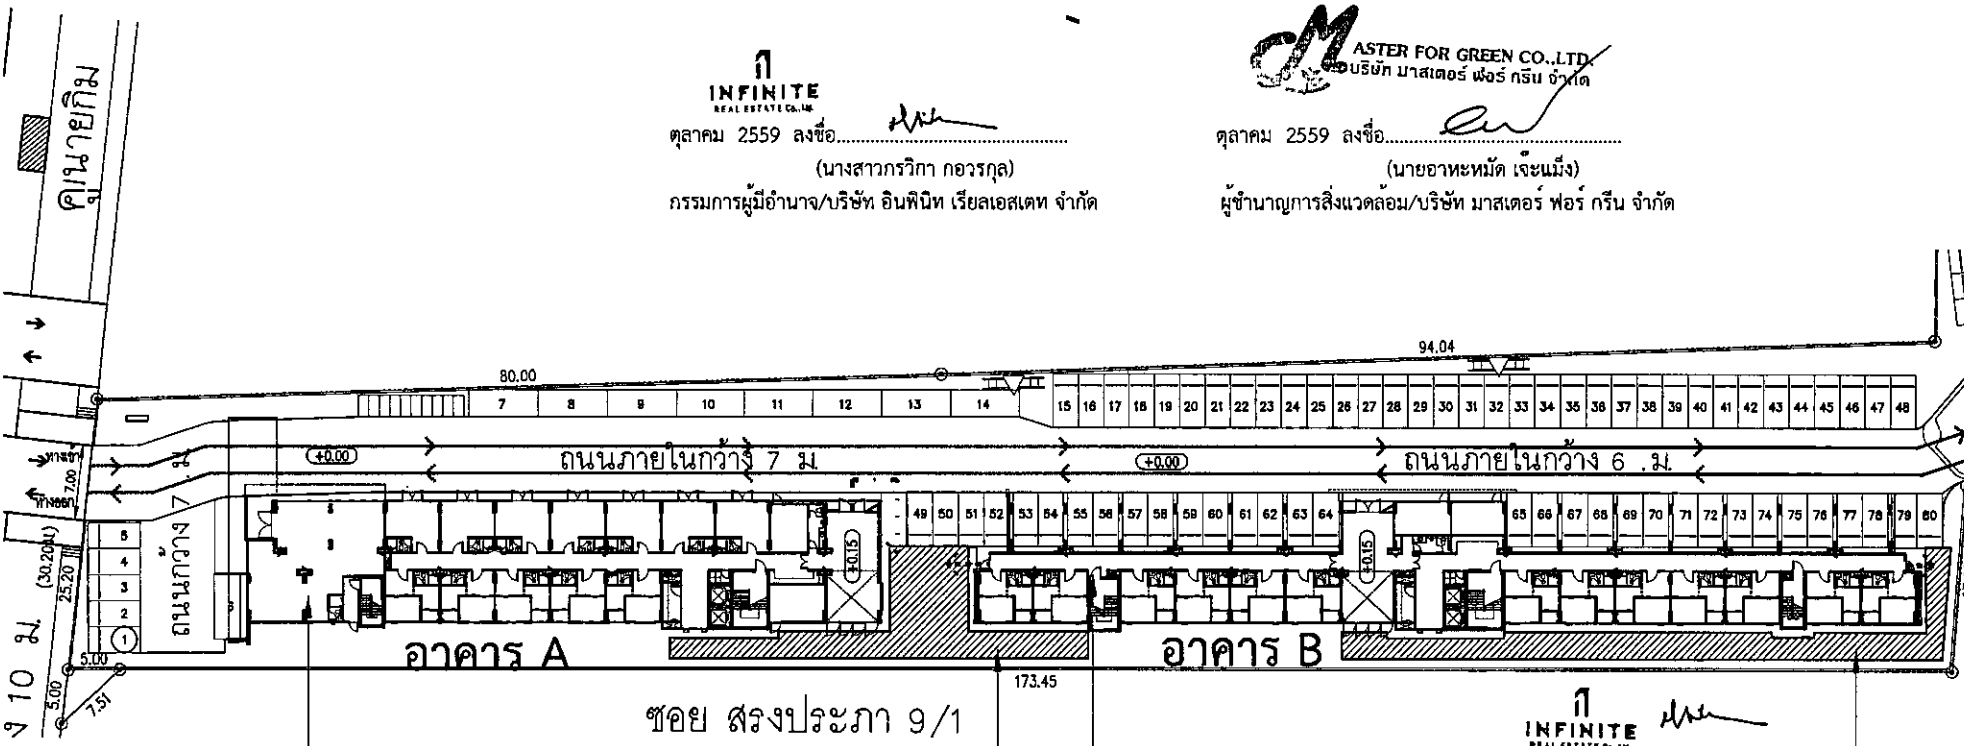 INFINITE
REAL ESTATE Co., Ltd.
ตุลาคม 2559 ลงชื่อ
(นางสาวกรวิกา กอวรกุล)
กรรมการผู้มีอำนาจ/บริษัท อินฟินิท เรียลเอสเตท จำกัด
MASTER FOR GREEN CO.,LTD.
บริษัท มาสเตอร์ ฟอร์ กรีน จำกัด
ตุลาคม 2559 ลงชื่อ
(นายอาหะหมัด เจ๊ะแม็ง)
ผู้ชำนาญการสิ่งแวดล้อม/บริษัท มาสเตอร์ ฟอร์ กรีน จำกัด
คูนายกิม
80.00
94.04
7 8 9 10 11 12 13 14
15 16 17 18 19 20 21 22 23 24 25 26 27 28 29 30 31 32 33 34 35 36 37 38 39 40 41 42 43 44 45 46 47 48
ทางเข้า
7.00
ทางออก
+0.00
ถนนภายในกว้าง 7 ม.
+0.00
ถนนภายในกว้าง 6 .ม.
49 50 51 52 53 54 55 56 57 58 59 60 61 62 63 64
65 66 67 68 69 70 71 72 73 74 75 76 77 78 79 80
+0.15
+0.15
5
4
3
2
1
6
ถนนกว้าง 7 ม.
(30.20ม.)
25.20
ง 10 ม.
5.00
5.00
7.51
อาคาร A
อาคาร B
173.45
ซอย สรงประภา 9/1
INFINITE